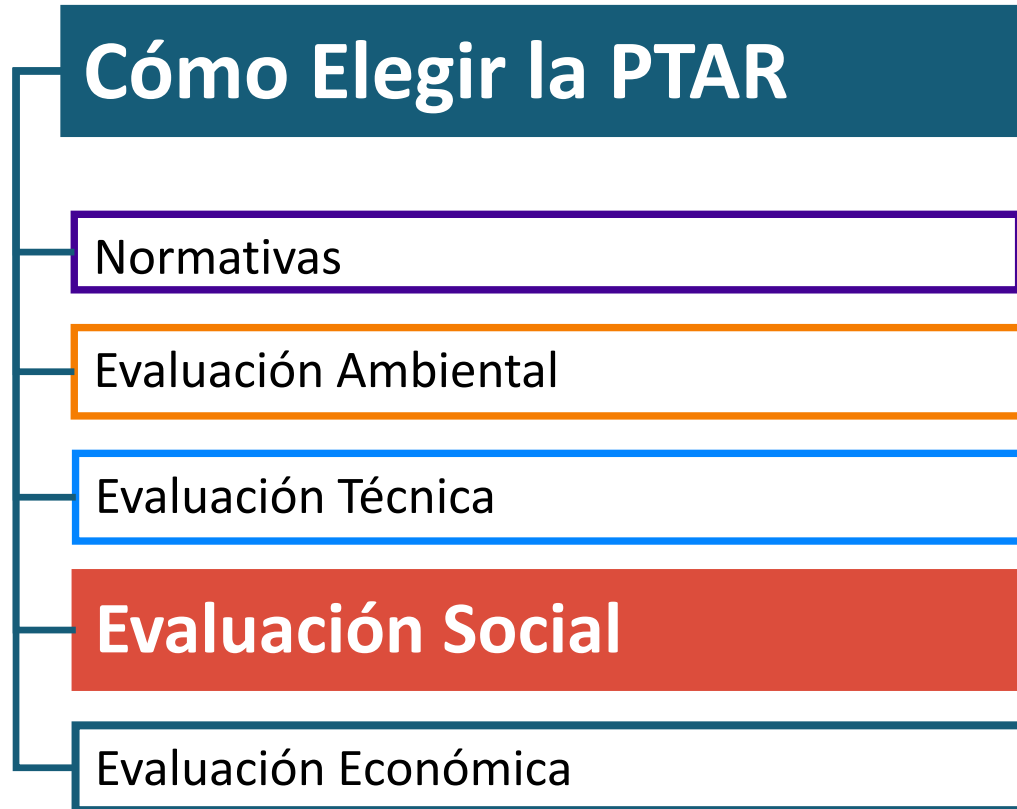 Cómo Elegir la PTAR
Normativas
Evaluación Ambiental
Evaluación Técnica
Evaluación Social
Evaluación Económica